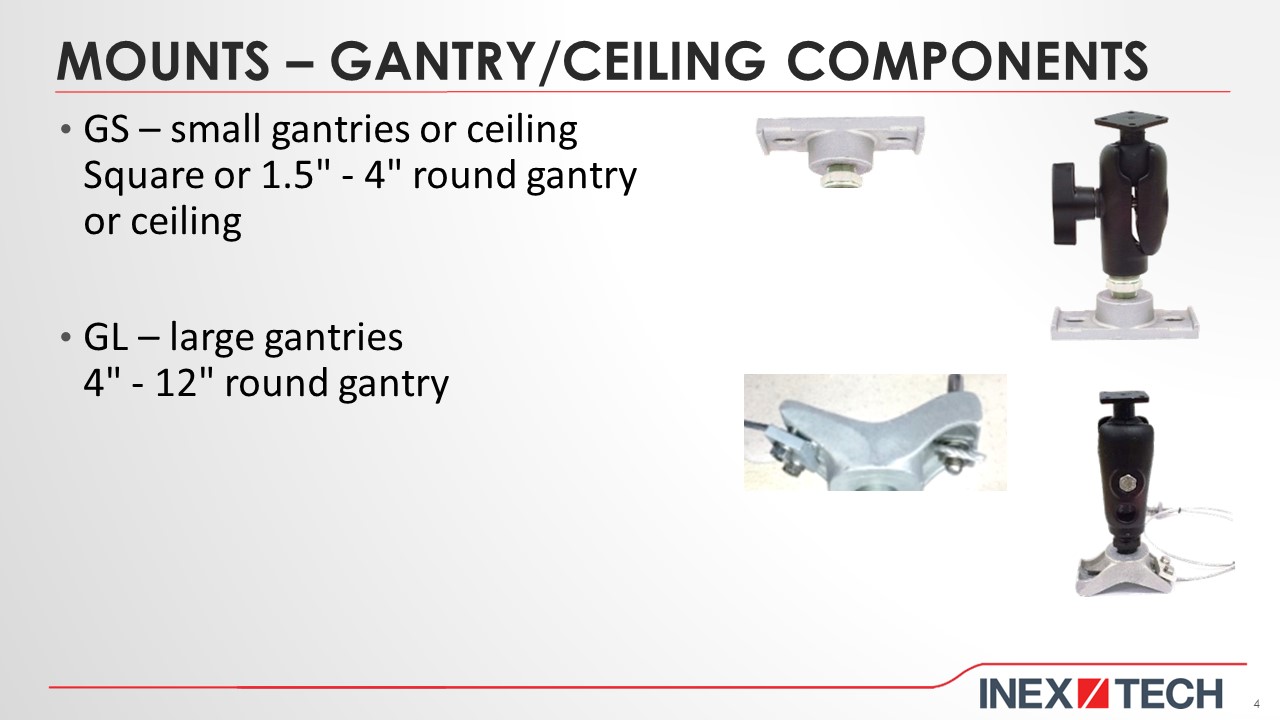 MOUNTS – GANTRY/CEILING COMPONENTS
• GS – small gantries or ceiling
Square or 1.5" - 4" round gantry
or ceiling
• GL – large gantries
4" - 12" round gantry
INEX TECH
4